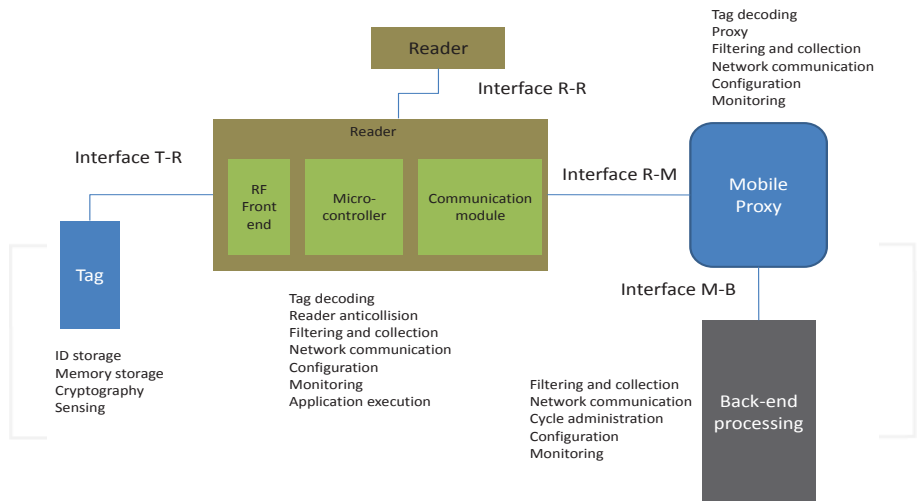 Reader
Interface R-R
Tag decoding
Proxy
Filtering and collection
Network communication
Configuration
Monitoring
Interface T-R
Reader
RF
Front
end
Micro-
controller
Communication
module
Interface R-M
Mobile
Proxy
Tag
ID storage
Memory storage
Cryptography
Sensing
Tag decoding
Reader anticollision
Filtering and collection
Network communication
Configuration
Monitoring
Application execution
Interface M-B
Filtering and collection
Network communication
Cycle administration
Configuration
Monitoring
Back-end
processing